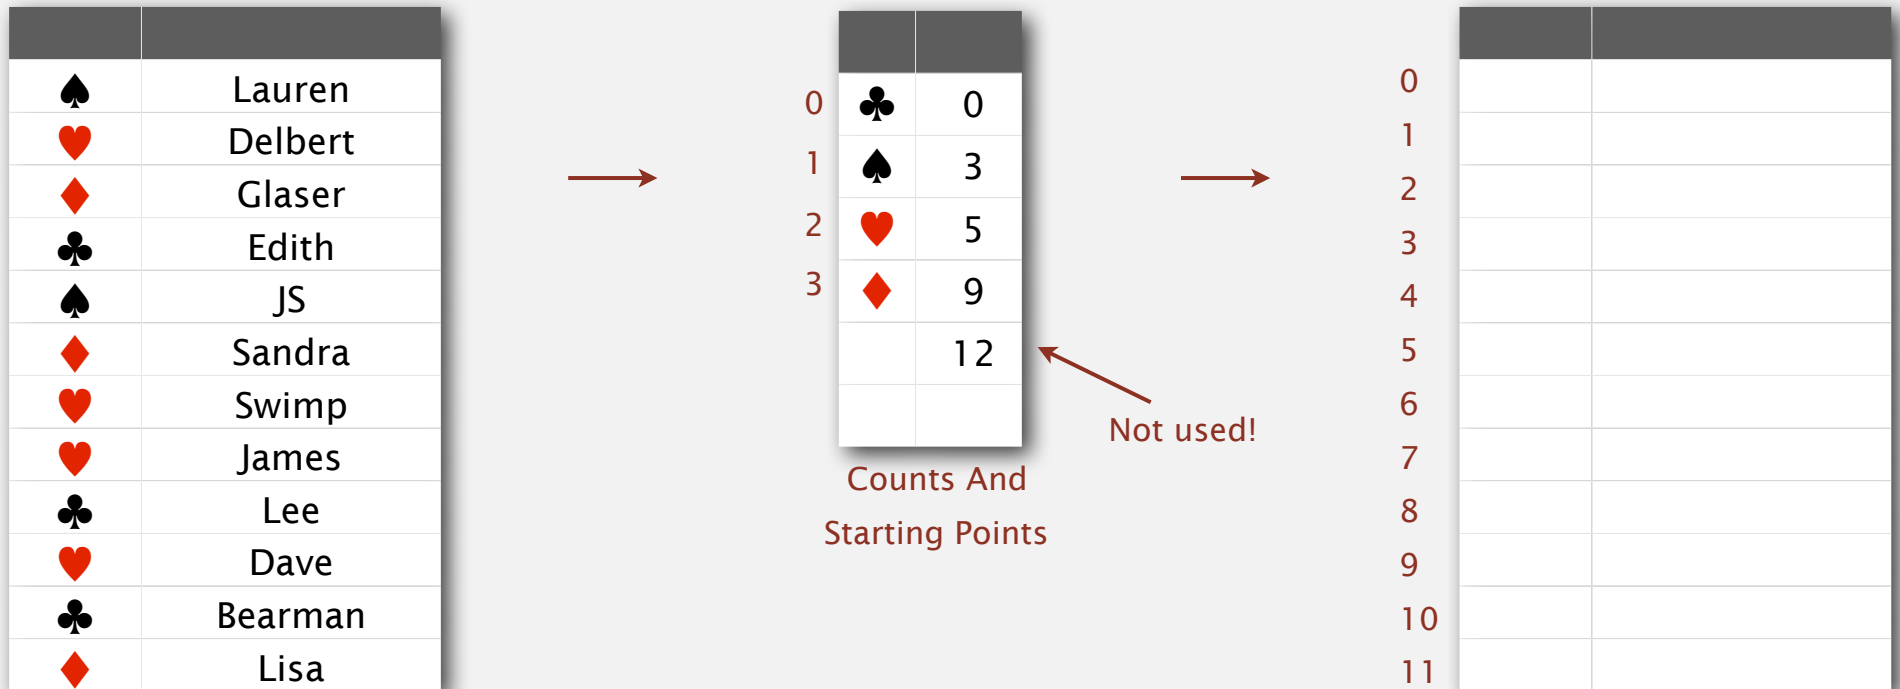 ♠ Lauren
♥ Delbert
♦ Glaser
♣ Edith
♠ JS
♦ Sandra
♥ Swimp
♥ James
♣ Lee
♥ Dave
♣ Bearman
♦ Lisa
0 ♣ 0
1 ♠ 3
2 ♥ 5
3 ♦ 9
12
Not used!
Counts And
Starting Points
0
1
2
3
4
5
6
7
8
9
10
11